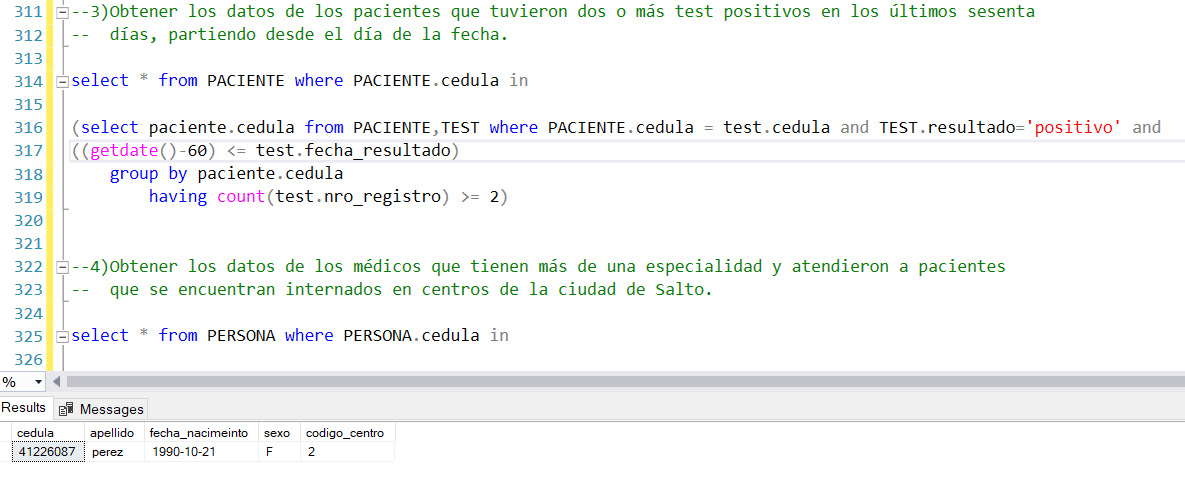 311 --3)Obtener los datos de los pacientes que tuvieron dos o más test positivos en los últimos sesenta
312 -- días, partiendo desde el día de la fecha.
313
314 select * from PACIENTE where PACIENTE.cedula in
315
316 (select paciente.cedula from PACIENTE,TEST where PACIENTE.cedula = test.cedula and TEST.resultado='positivo' and
317 ((getdate()-60) <= test.fecha_resultado)
318 group by paciente.cedula
319 having count(test.nro_registro) >= 2)
320
321
322 --4)Obtener los datos de los médicos que tienen más de una especialidad y atendieron a pacientes
323 -- que se encuentran internados en centros de la ciudad de Salto.
324
325 select * from PERSONA where PERSONA.cedula in
326
%
Results Messages
cedula apellido fecha_nacimeinto sexo codigo_centro
41226087 perez 1990-10-21 F 2